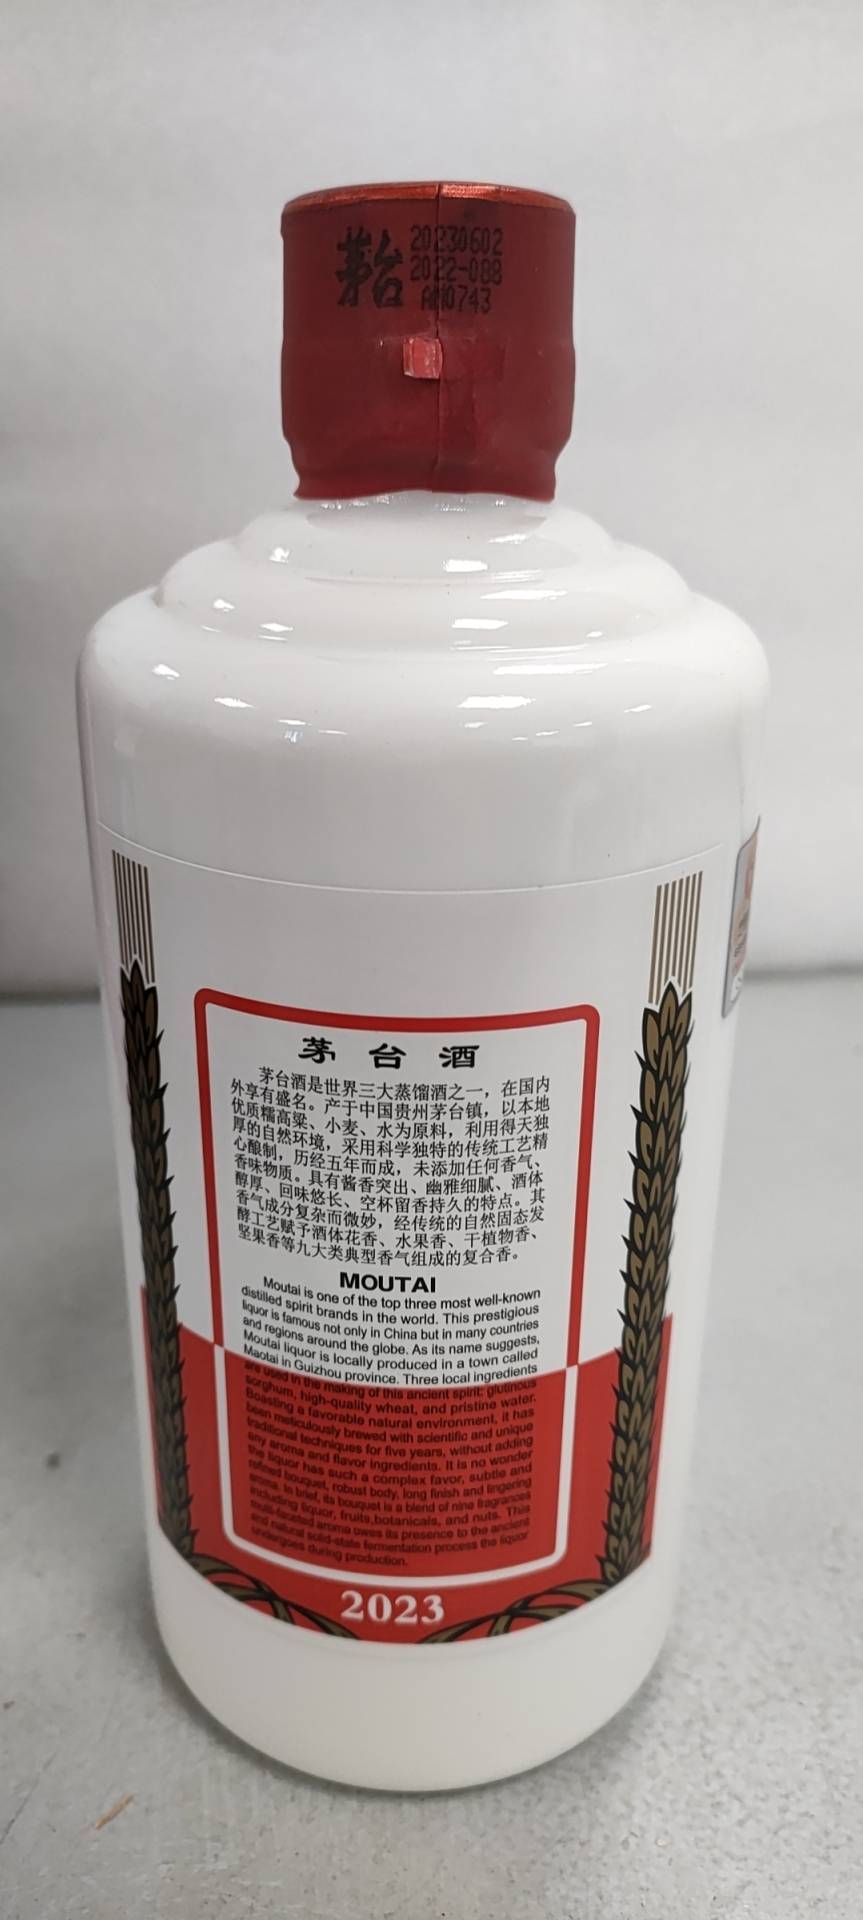 茅台
20230602
2022-088
AM0743
茅台酒
茅台酒是世界三大蒸馏酒之一，在国内
外享有盛名。产于中国贵州茅台镇，以本地
优质糯高粱、小麦、水为原料，利用得天独
厚的自然环境，采用科学独特的传统工艺精
心酿制，历经五年而成，未添加任何香气、
香味物质。具有酱香突出、幽雅细腻、酒体
醇厚、回味悠长、空杯留香持久的特点。其
香气成分复杂而微妙，经传统的自然固态发
酵工艺赋予酒体花香、水果香、干植物香、
坚果香等九大类典型香气组成的复合香。
MOUTAI
Moutai is one of the top three most well-known
distilled spirit brands in the world. This prestigious
liquor is famous not only in China but in many countries
and regions around the globe. As its name suggests,
Moutai liquor is locally produced in a town called
Maotai in Guizhou province. Three local ingredients
are used in the making of this ancient spirit: glutinous
sorghum, high-quality wheat, and pristine water.
Boasting a favorable natural environment, it has
been meticulously brewed with scientific and unique
traditional techniques for five years, without adding
any aroma and flavor ingredients. It is no wonder
the liquor has such a complex favor, subtle and
refined bouquet, robust body, long finish and lingering
aroma. In brief, its bouquet is a blend of nine fragrances
including liquor, fruits,botanicals, and nuts. This
multi-faceted aroma owes its presence to the ancient
and natural solid-state fermentation process the liquor
undergoes during production.
2023